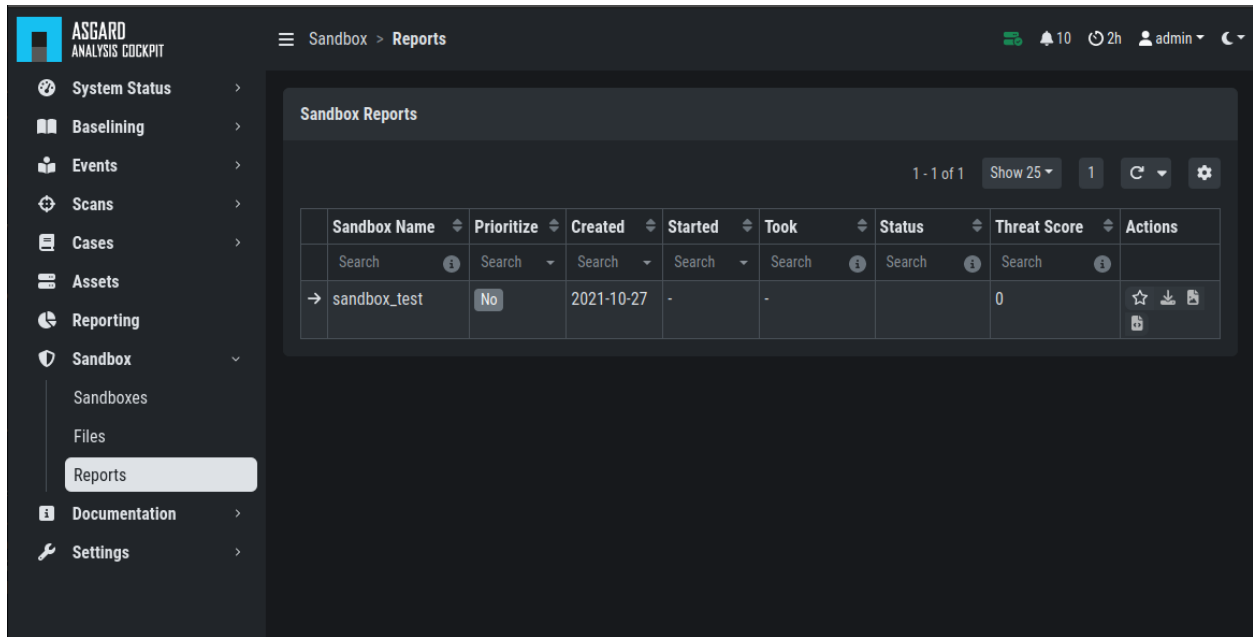 ASGARD
ANALYSIS COCKPIT
Sandbox > Reports
10
2h
admin
System Status
Baselining
Events
Scans
Cases
Assets
Reporting
Sandbox
Sandboxes
Files
Reports
Documentation
Settings
Sandbox Reports
1 - 1 of 1
Show 25
1
Sandbox Name Prioritize Created Started Took Status Threat Score Actions
Search Search Search Search Search Search Search
sandbox_test No 2021-10-27 - - 0